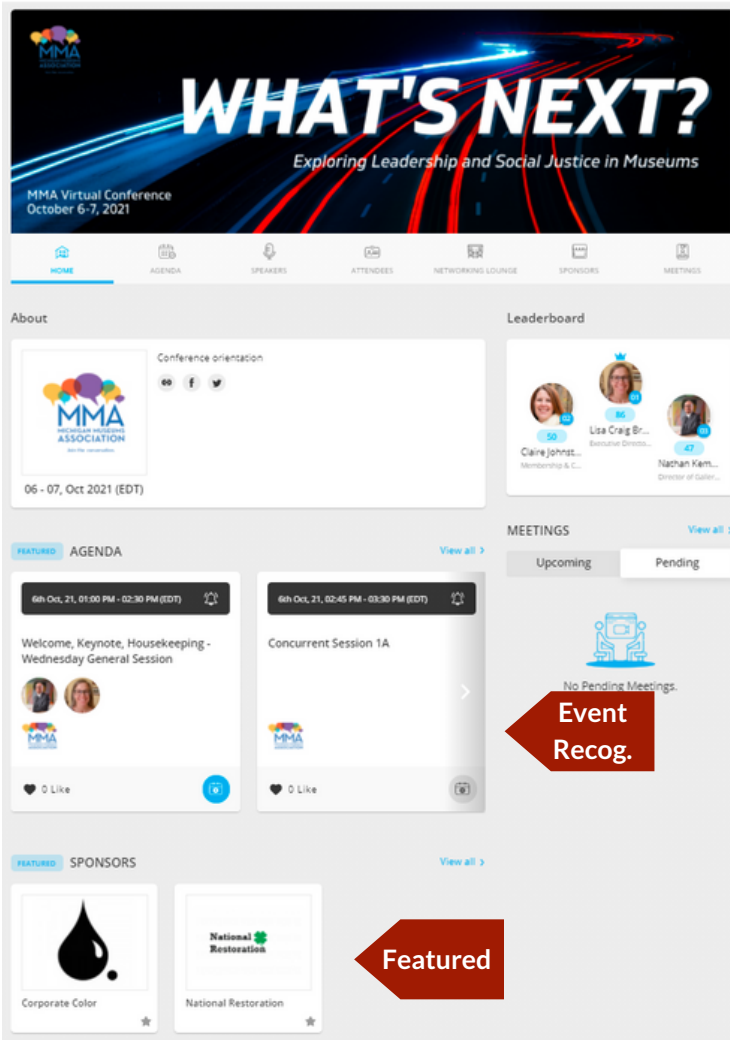 MMA
MICHIGAN MUSEUMS
ASSOCIATION
WHAT'S NEXT?
Exploring Leadership and Social Justice in Museums
MMA Virtual Conference
October 6-7, 2021
HOME
AGENDA
SPEAKERS
ATTENDEES
NETWORKING LOUNGE
SPONSORS
MEETINGS
About
Conference orientation
MMA
MICHIGAN MUSEUMS
ASSOCIATION
Join the conversation
06 - 07, Oct 2021 (EDT)
Leaderboard
01
86
Lisa Craig Br...
Executive Directo...
02
50
Claire Johnst...
Membership & C...
03
47
Nathan Kem...
Director of Galler...
FEATURED AGENDA
View all >
6th Oct, 21, 01:00 PM - 02:30 PM (EDT)
Welcome, Keynote, Housekeeping -
Wednesday General Session
MMA
0 Like
6th Oct, 21, 02:45 PM - 03:30 PM (EDT)
Concurrent Session 1A
MMA
0 Like
MEETINGS
View all >
Upcoming
Pending
No Pending Meetings.
Event
Recog.
FEATURED SPONSORS
View all >
Corporate Color
National
Restoration
National Restoration
Featured